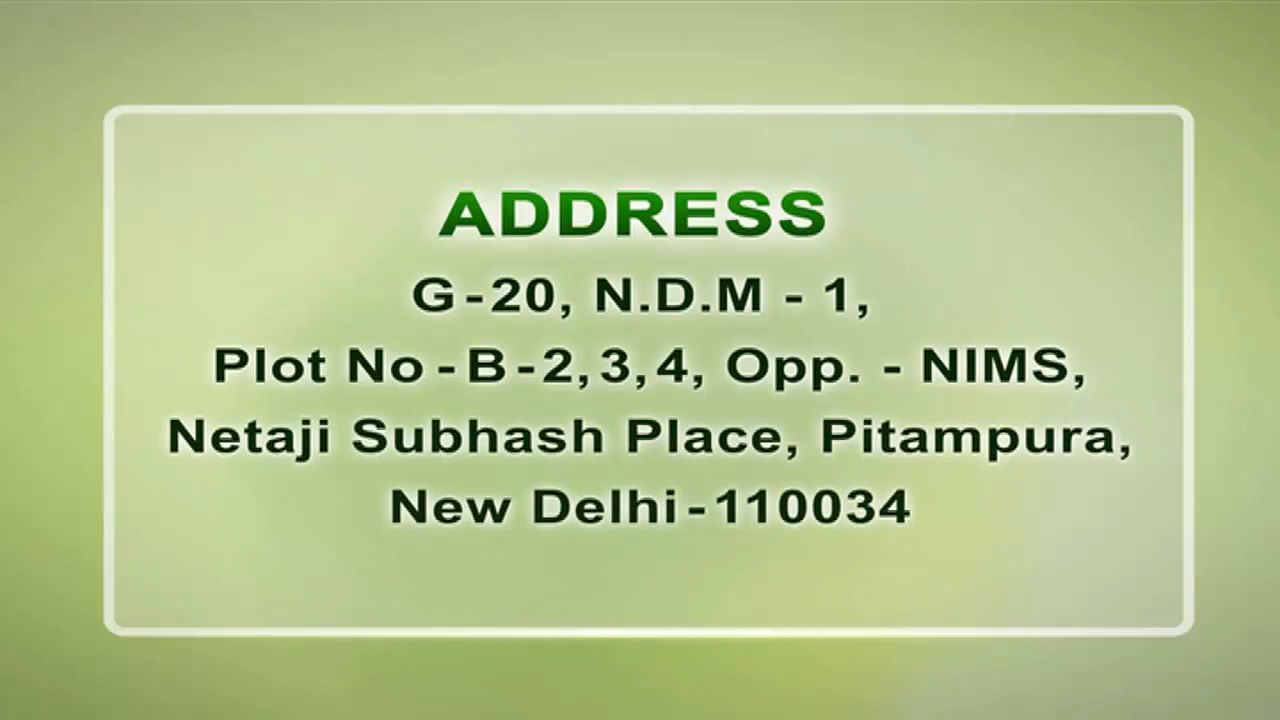 ADDRESS
G-20, N.D.M - 1,
Plot No-B-2,3,4, Opp. - NIMS,
Netaji Subhash Place, Pitampura,
New Delhi-110034